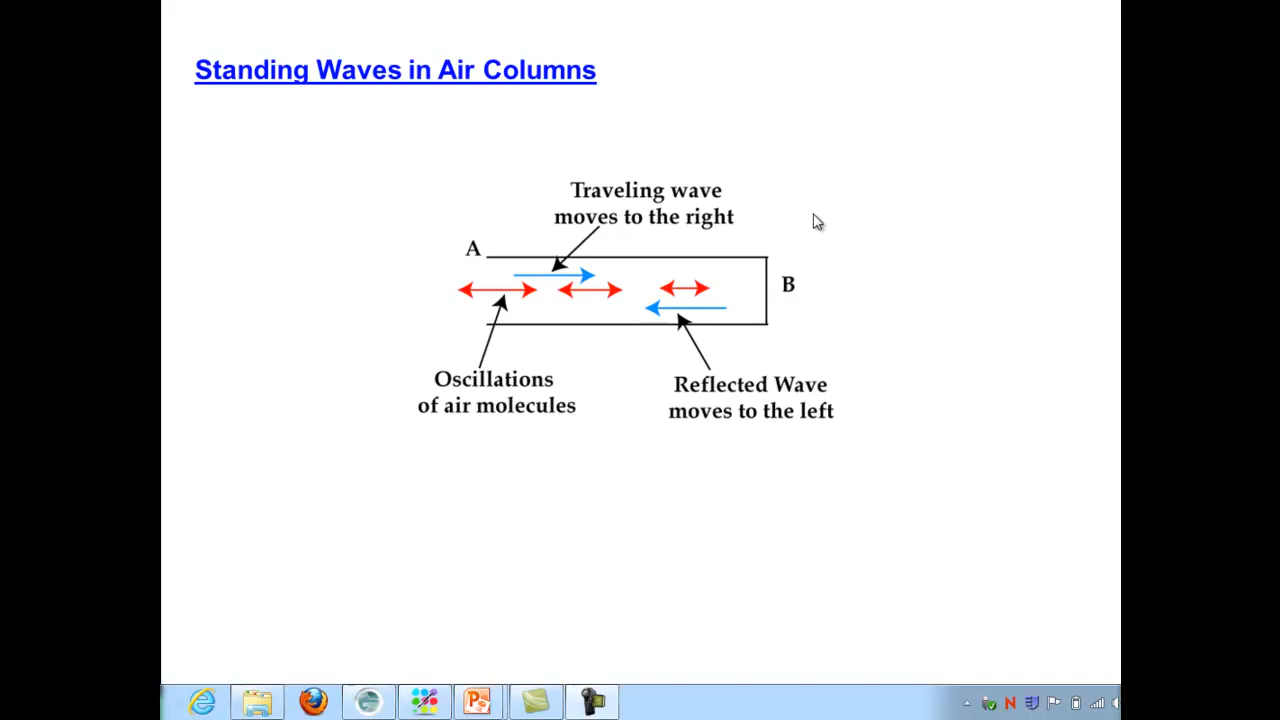 Standing Waves in Air Columns
Traveling wave
moves to the right
A
B
Oscillations
of air molecules
Reflected Wave
moves to the left